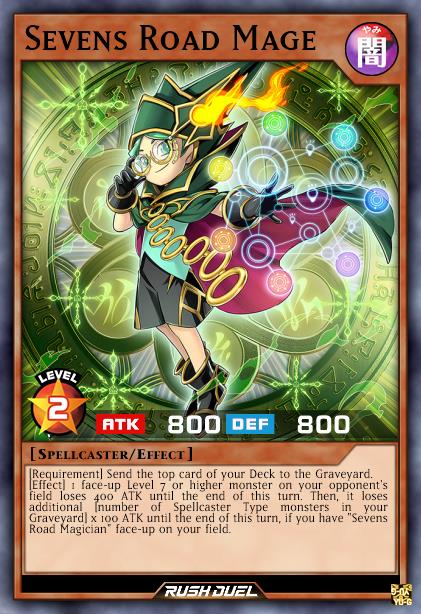 Sevens Road Mage
やみ
闇
LEVEL
2
ATK 800 DEF 800
[Spellcaster/Effect]
[Requirement] Send the top card of your Deck to the Graveyard.
[Effect] 1 face-up Level 7 or higher monster on your opponent's
field loses 400 ATK until the end of this turn. Then, it loses
additional [number of Spellcaster Type monsters in your
Graveyard] x 100 ATK until the end of this turn, if you have "Sevens
Road Magician" face-up on your field.
RUSH DUEL